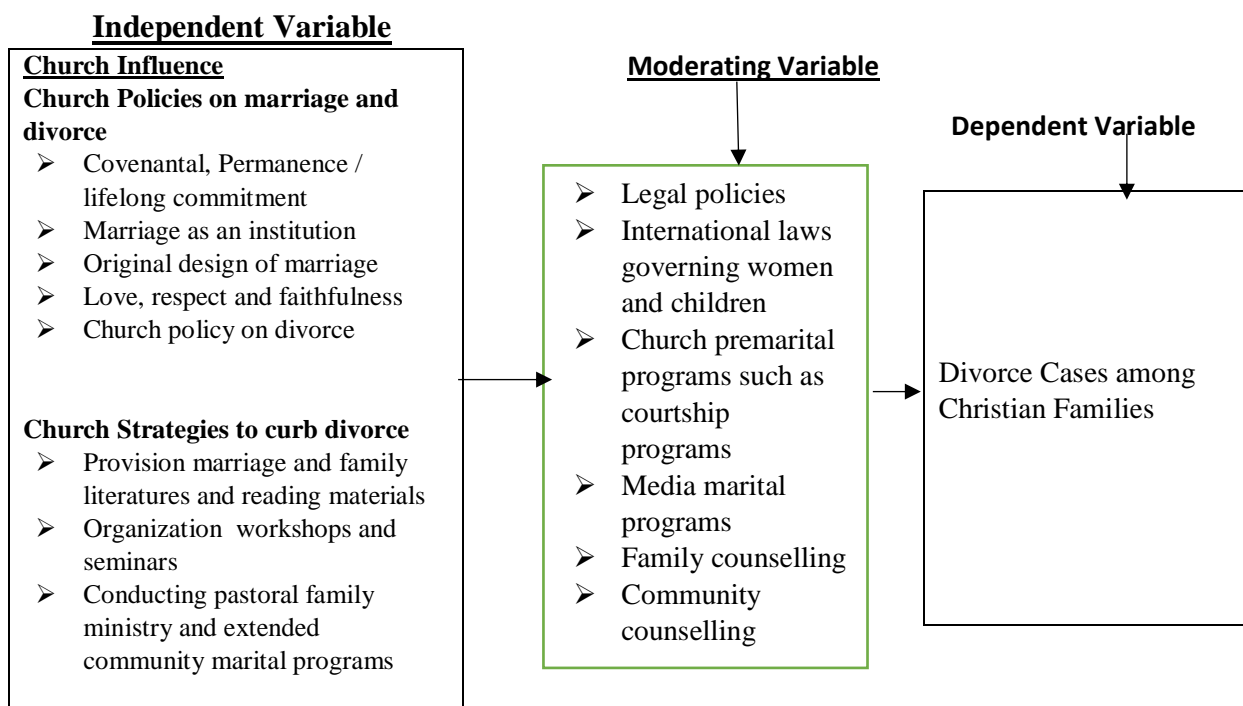 Independent Variable
Church Influence
Church Policies on marriage and
divorce
➢ Covenantal, Permanence /
lifelong commitment
➢ Marriage as an institution
➢ Original design of marriage
➢ Love, respect and faithfulness
➢ Church policy on divorce
Church Strategies to curb divorce
➢ Provision marriage and family
literatures and reading materials
➢ Organization workshops and
seminars
➢ Conducting pastoral family
ministry and extended
community marital programs
Moderating Variable
➢ Legal policies
➢ International laws
governing women
and children
➢ Church premarital
programs such as
courtship
programs
➢ Media marital
programs
➢ Family counselling
➢ Community
counselling
Dependent Variable
Divorce Cases among
Christian Families